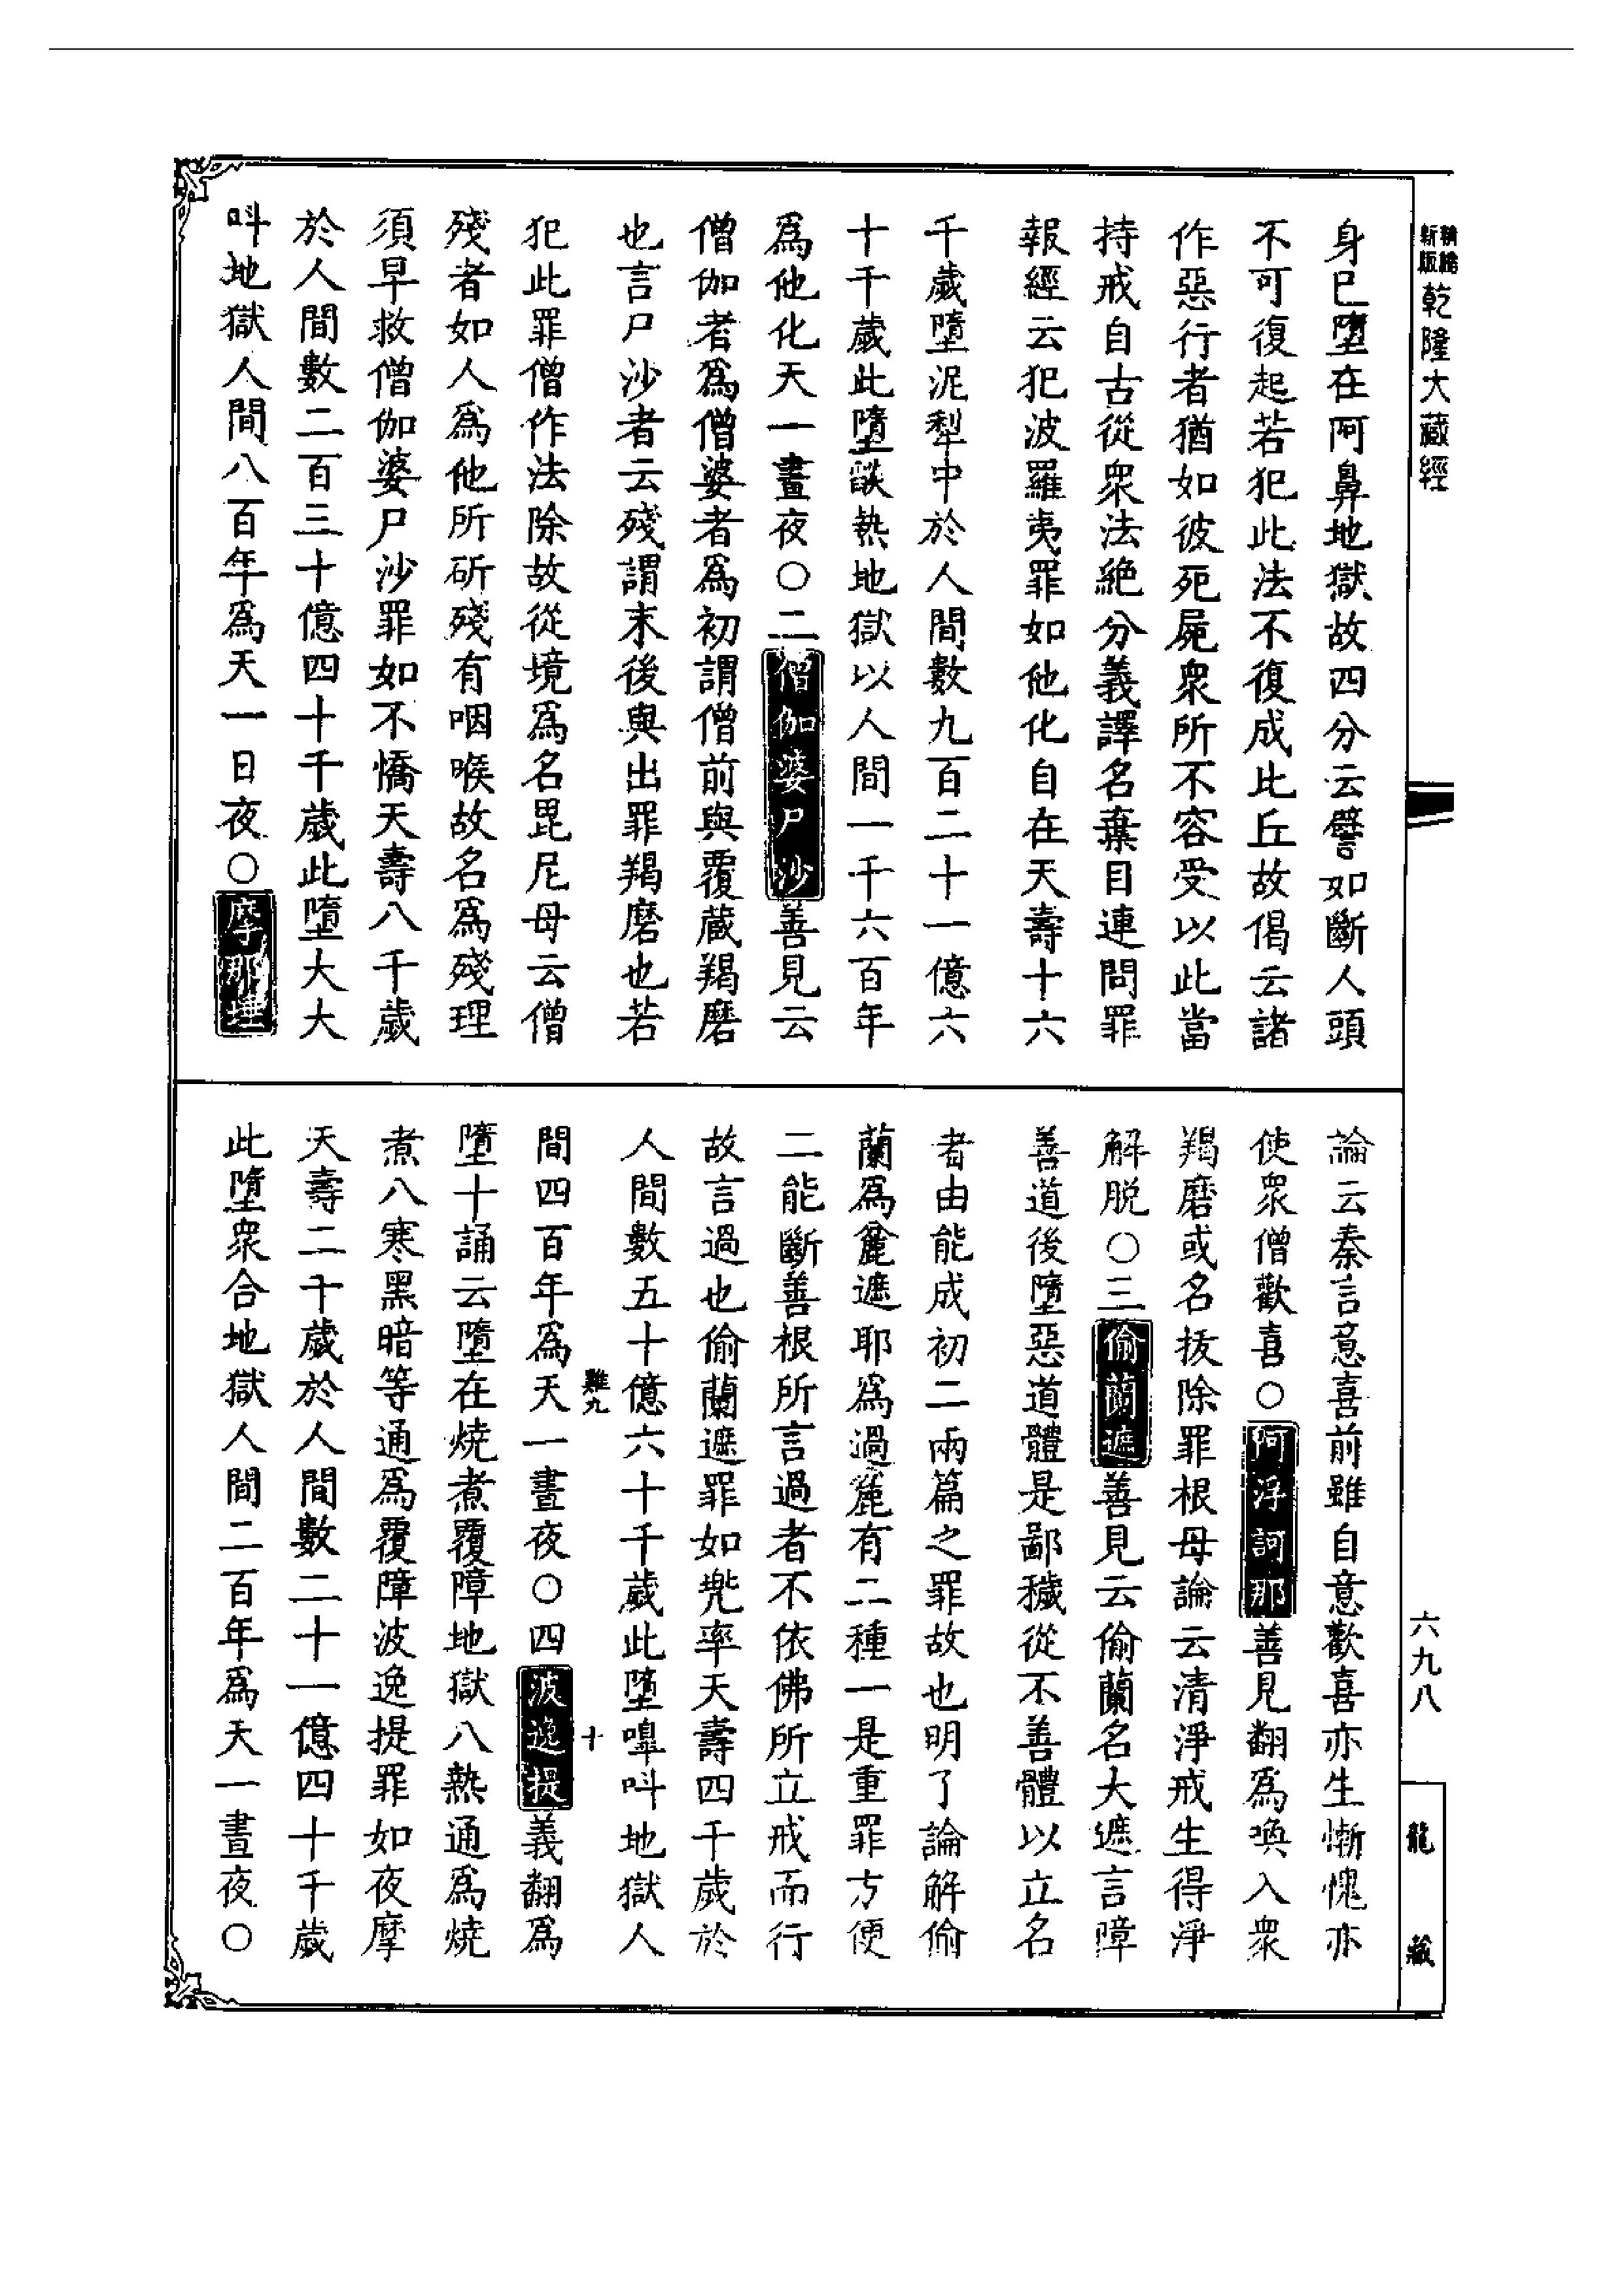 精繕新版乾隆大藏經
身已墮在阿鼻地獄故四分云譬如斷人頭
不可復起若犯此法不復成比丘故偈云諸
作惡行者猶如彼死屍衆所不容受以此當
持戒自古從衆法絕分義譯名棄目連問罪
報經云犯波羅夷罪如他化自在天壽十六
千歲墮泥犁中於人間數九百二十一億六
十千歲此墮𦦨熱地獄以人間一千六百年
爲他化天一晝夜○二僧伽婆尸沙善見云
僧伽者爲僧婆者爲初謂僧前與覆藏羯磨
也言尸沙者云殘謂末後與出罪羯磨也若
犯此罪僧作法除故從境爲名毘尼母云僧
殘者如人爲他所斫殘有咽喉故名爲殘理
須早救僧伽婆尸沙罪如不憍天壽八千歲
於人間數二百三十億四十千歲此墮大大
叫地獄人間八百年爲天一日夜○摩那埵
論云秦言意喜前雖自意歡喜亦生慚愧亦
使衆僧歡喜○阿浮訶那善見翻爲喚入衆
羯磨或名拔除罪根母論云清淨戒生得淨
解脱○三偷蘭遮善見云偷蘭名大遮言障
善道後墮惡道體是鄙穢從不善體以立名
者由能成初二兩篇之罪故也明了論解偷
蘭爲麄遮耶爲過麄有二種一是重罪方便
二能斷善根所言過者不依佛所立戒而行
故言過也偷蘭遮罪如兠率天壽四千歲於
人間數五十億六十千歲此墮嘷叫地獄人
雞九 十
間四百年爲天一晝夜○四波逸提義翻爲
墮十誦云墮在燒煮覆障地獄八熱通爲燒
煮八寒黑暗等通爲覆障波逸提罪如夜摩
天壽二千歲於人間數二十一億四十千歲
此墮衆合地獄人間二百年爲天一晝夜○
六九八
龍藏